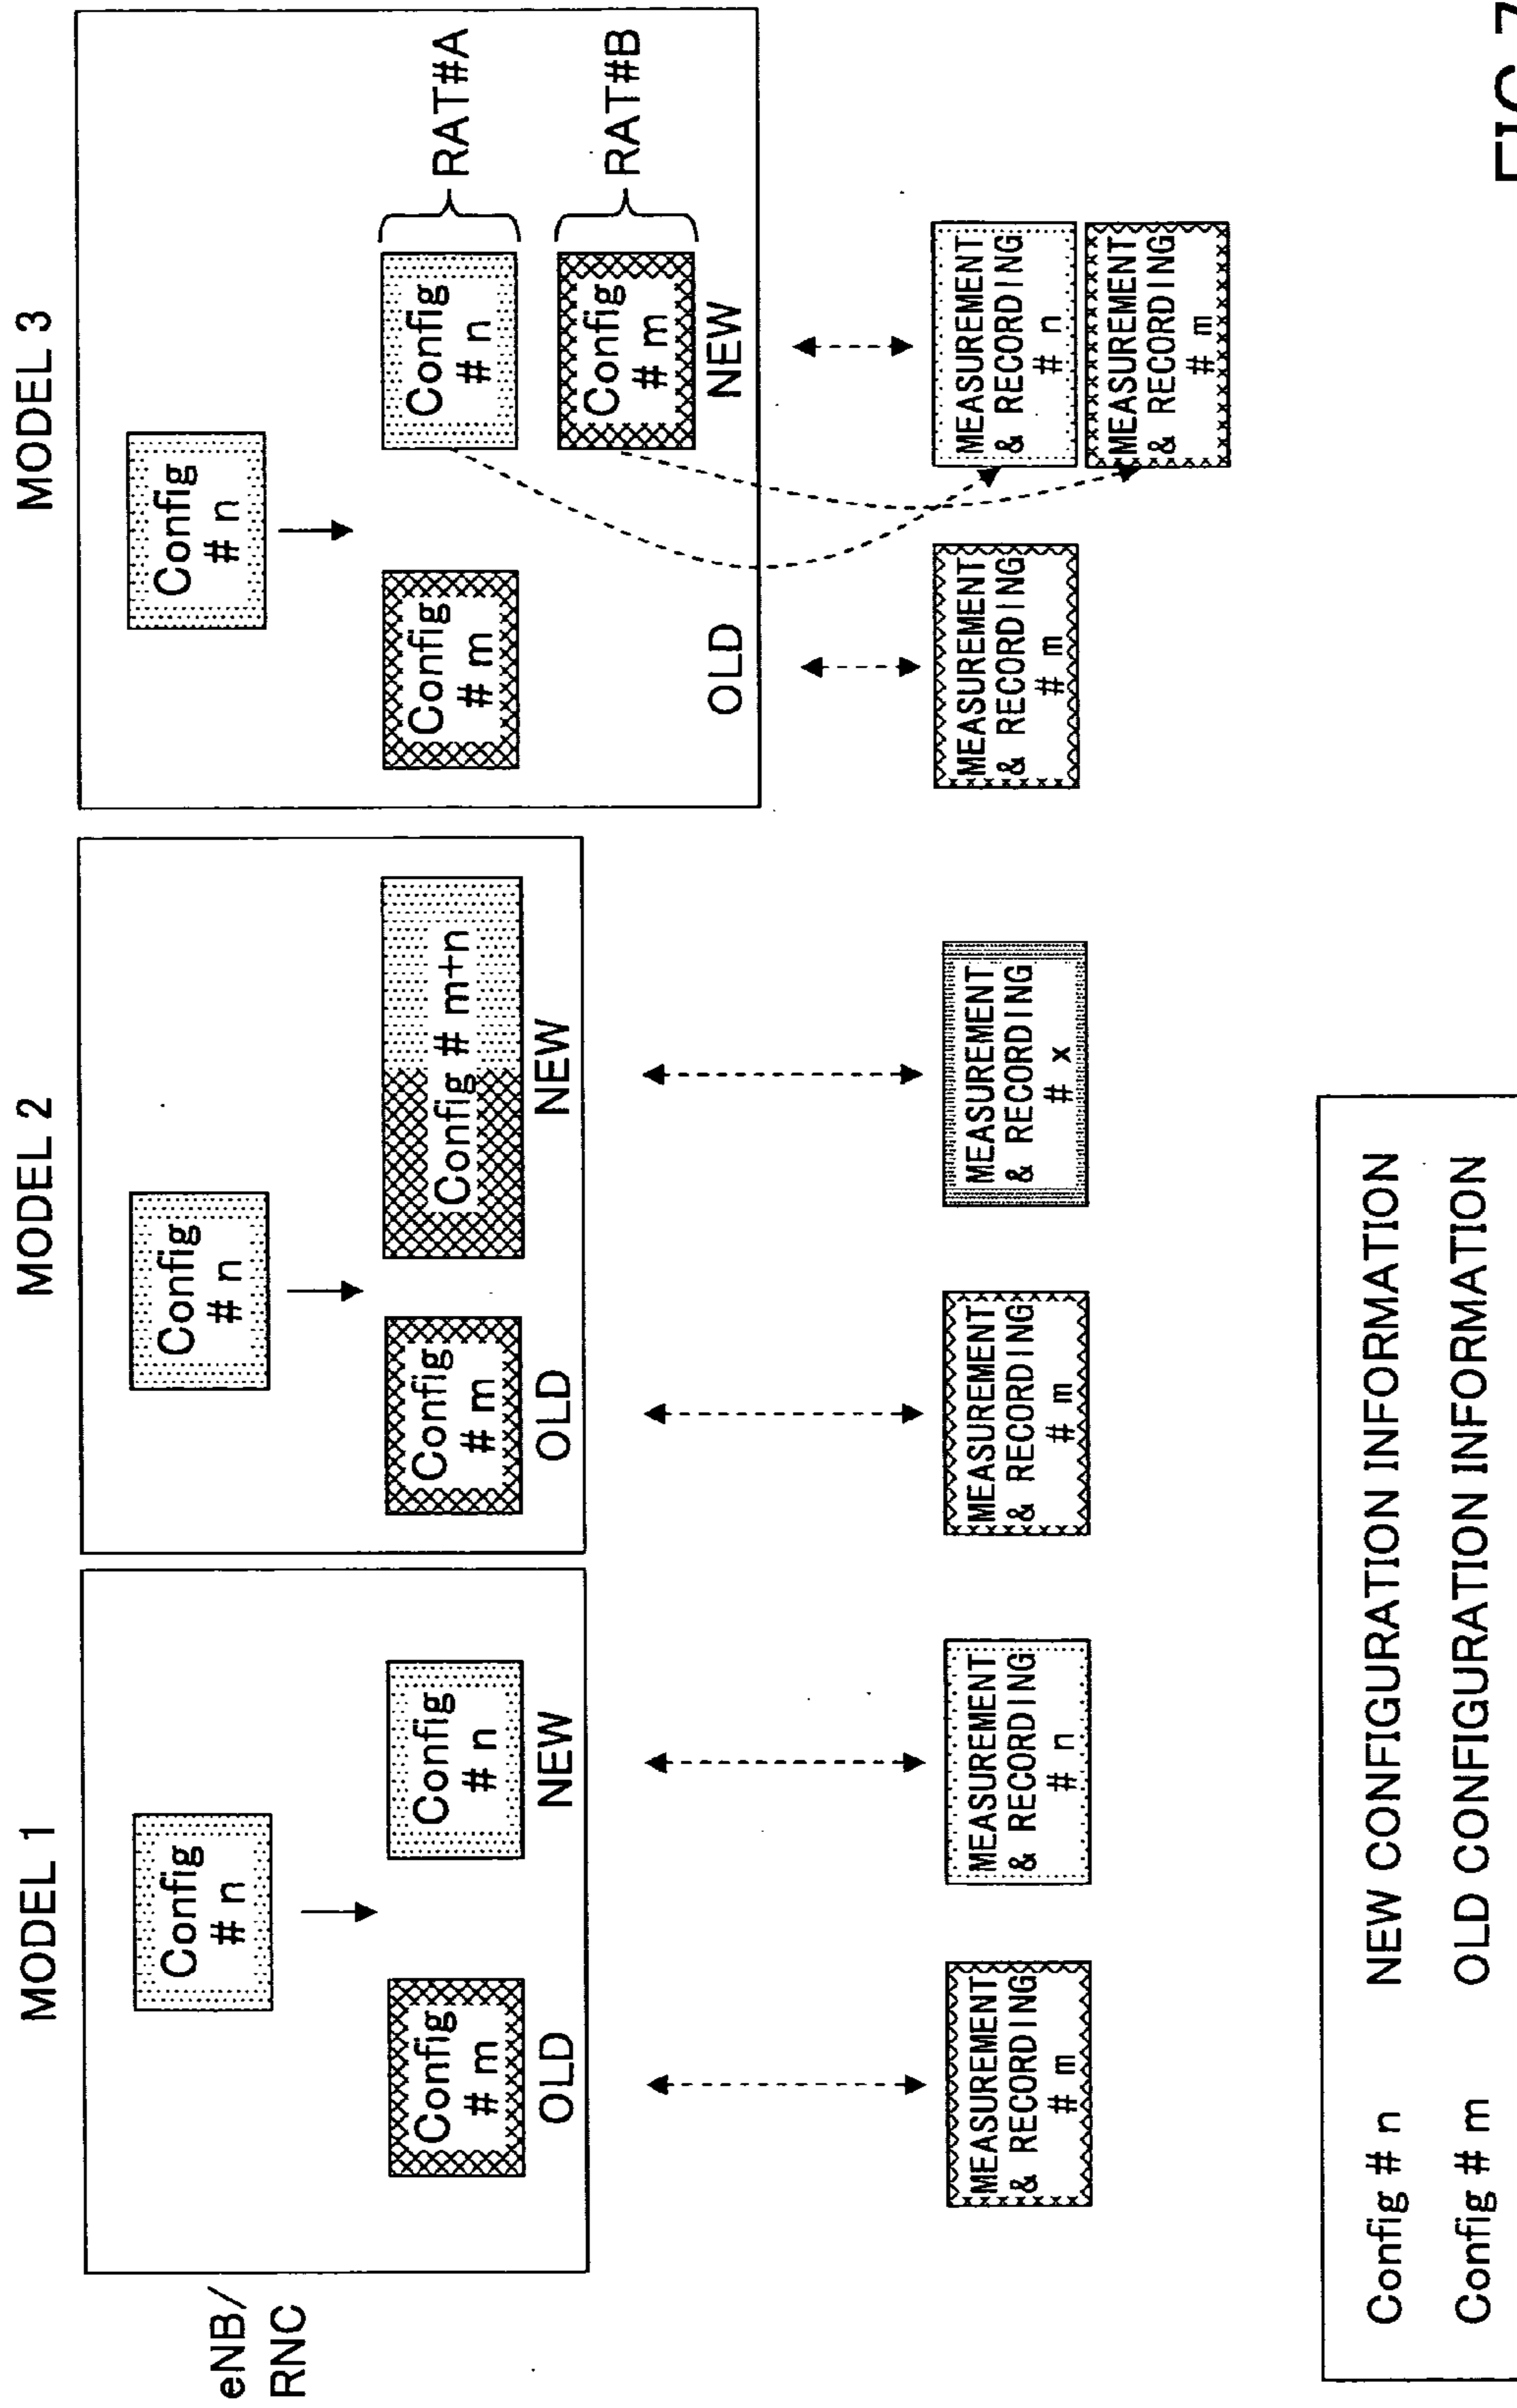 MODEL 1
eNB/
RNC
Config
# n
Config
# m
OLD
Config
# n
NEW
MEASUREMENT
& RECORDING
# m
MEASUREMENT
& RECORDING
# n
MODEL 2
Config
# n
Config
# m
OLD
Config # m+n
NEW
MEASUREMENT
& RECORDING
# m
MEASUREMENT
& RECORDING
# x
MODEL 3
Config
# n
Config
# m
OLD
Config
# n
RAT#A
Config
# m
RAT#B
NEW
MEASUREMENT
& RECORDING
# m
MEASUREMENT
& RECORDING
# n
MEASUREMENT
& RECORDING
# m
Config # n NEW CONFIGURATION INFORMATION
Config # m OLD CONFIGURATION INFORMATION
FIG. 7